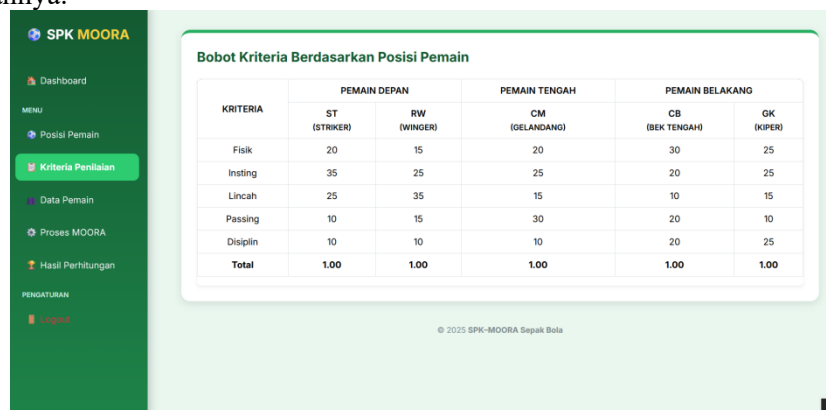 SPK MOORA
Dashboard
MENU
Posisi Pemain
Kriteria Penilaian
Data Pemain
Proses MOORA
Hasil Perhitungan
PENGATURAN
Logout
Bobot Kriteria Berdasarkan Posisi Pemain
KRITERIA PEMAIN DEPAN PEMAIN TENGAH PEMAIN BELAKANG
ST (STRIKER) RW (WINGER) CM (GELANDANG) CB (BEK TENGAH) GK (KIPER)
Fisik 20 15 20 30 25
Insting 35 25 25 20 25
Lincah 25 35 15 10 15
Passing 10 15 30 20 10
Disiplin 10 10 10 20 25
Total 1.00 1.00 1.00 1.00 1.00
© 2025 SPK-MOORA Sepak Bola